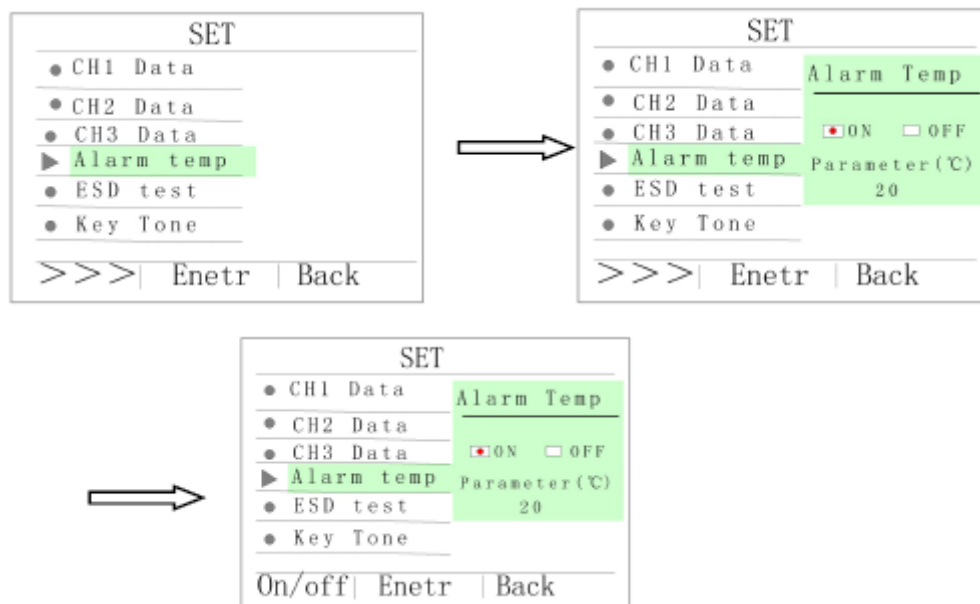 SET
CH1 Data
CH2 Data
CH3 Data
Alarm temp
ESD test
Key Tone
>>>| Enetr | Back
SET
CH1 Data
CH2 Data
CH3 Data
Alarm temp
ESD test
Key Tone
Alarm Temp
ON OFF
Parameter(℃)
20
>>>| Enetr | Back
SET
CH1 Data
CH2 Data
CH3 Data
Alarm temp
ESD test
Key Tone
Alarm Temp
ON OFF
Parameter(℃)
20
On/off| Enetr | Back